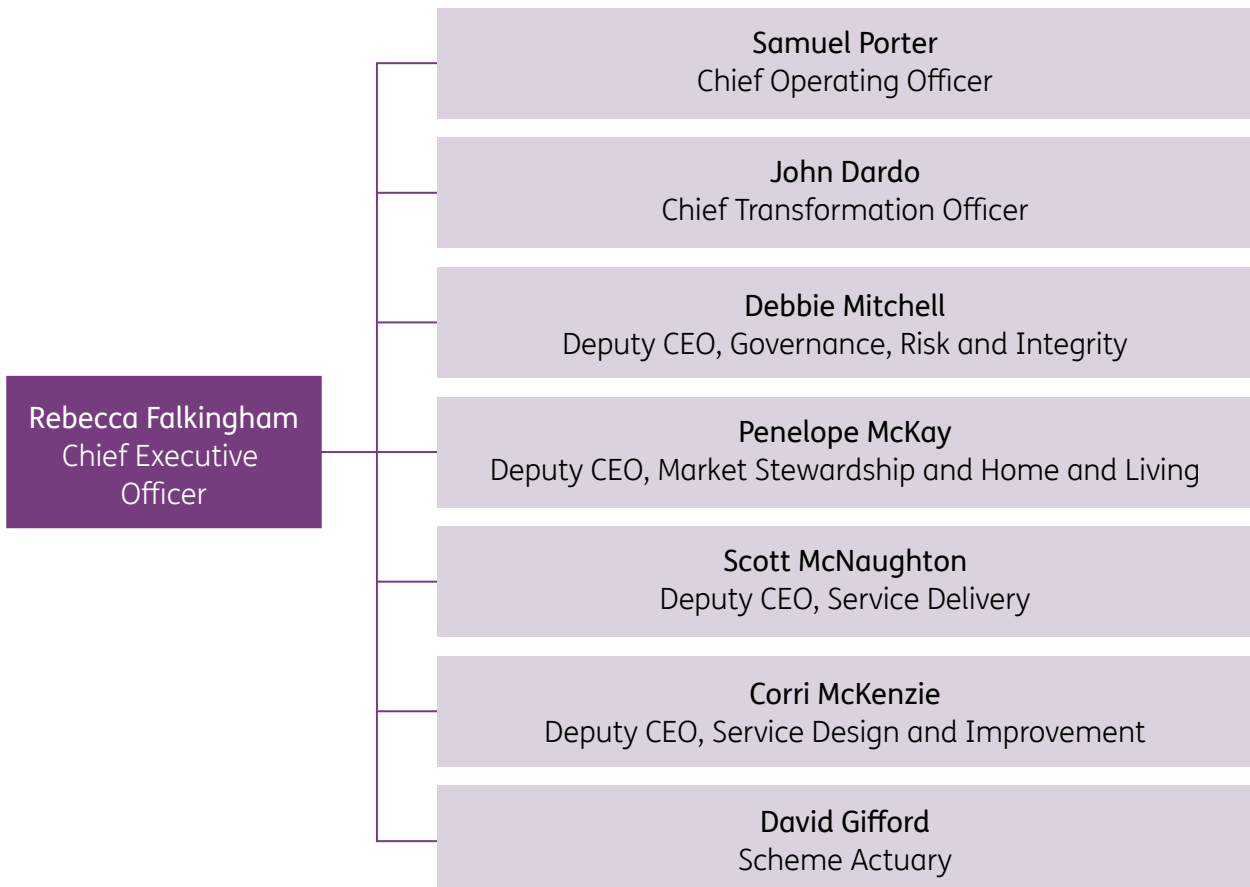 Samuel Porter
Chief Operating Officer
John Dardo
Chief Transformation Officer
Debbie Mitchell
Deputy CEO, Governance, Risk and Integrity
Rebecca Falkingham
Chief Executive
Officer
Penelope McKay
Deputy CEO, Market Stewardship and Home and Living
Scott McNaughton
Deputy CEO, Service Delivery
Corri McKenzie
Deputy CEO, Service Design and Improvement
David Gifford
Scheme Actuary